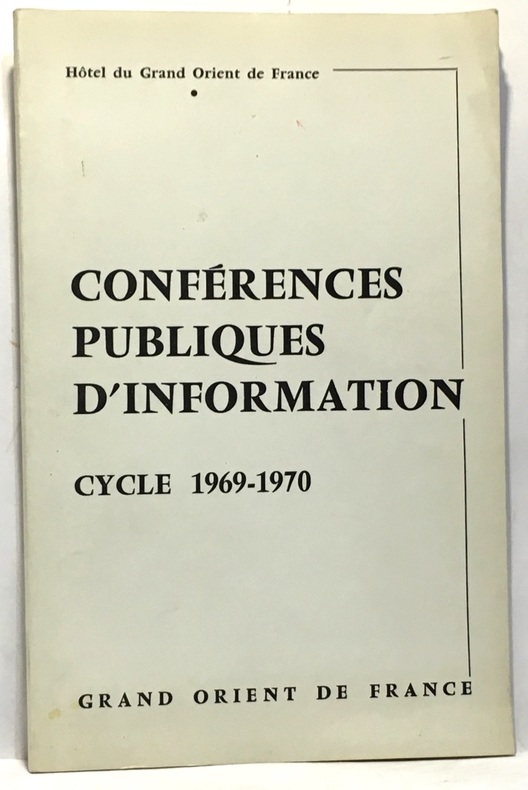 Hôtel du Grand Orient de France
CONFÉRENCES
PUBLIQUES
D'INFORMATION
CYCLE 1969-1970
GRAND ORIENT DE FRANCE